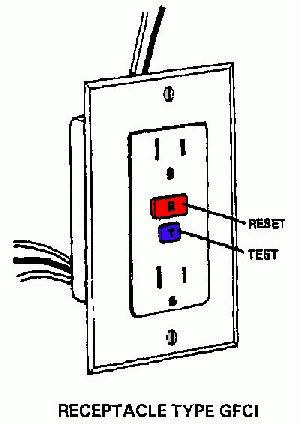 R
RESET
T
TEST
RECEPTACLE TYPE GFCI